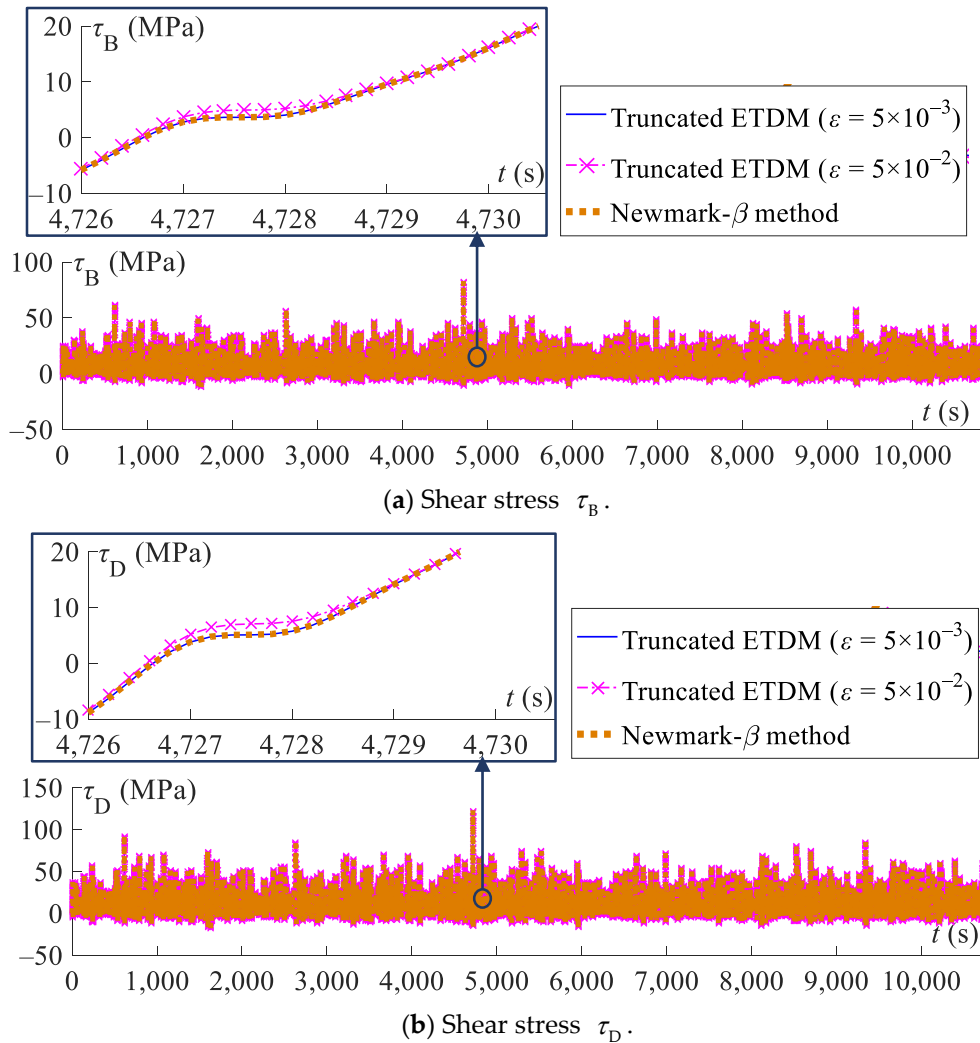 τB (MPa)
20
10
0
−10
t (s)
4,726 4,727 4,728 4,729 4,730
Truncated ETDM (ε = 5×10−3)
Truncated ETDM (ε = 5×10−2)
Newmark-β method
τB (MPa)
100
50
0
−50
t (s)
0 1,000 2,000 3,000 4,000 5,000 6,000 7,000 8,000 9,000 10,000
(a) Shear stress τB.
τD (MPa)
20
10
0
−10
t (s)
4,726 4,727 4,728 4,729 4,730
Truncated ETDM (ε = 5×10−3)
Truncated ETDM (ε = 5×10−2)
Newmark-β method
τD (MPa)
150
100
50
0
−50
t (s)
0 1,000 2,000 3,000 4,000 5,000 6,000 7,000 8,000 9,000 10,000
(b) Shear stress τD.